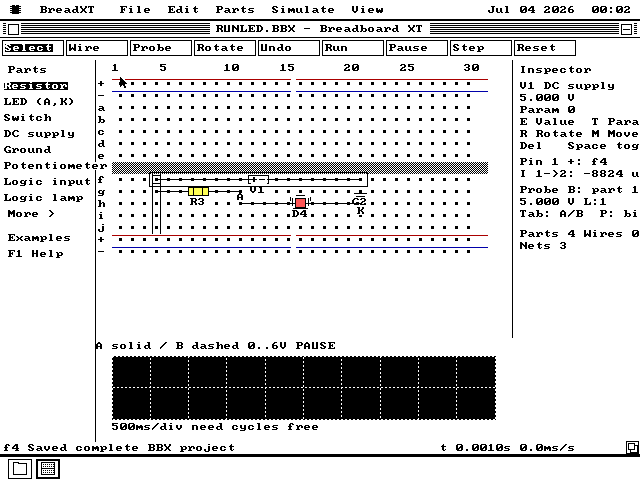 BreadXT File Edit Parts Simulate View Jul 04 2026 00:02
RUNLED.BBX - Breadboard XT
Select Wire Probe Rotate Undo Run Pause Step Reset
Parts
Resistor
LED (A,K)
Switch
DC supply
Ground
Potentiometer
Logic input
Logic lamp
More >
Examples
F1 Help
1 5 10 15 20 25 30
+
-
a
b
c
d
e
f
g
h
i
j
+
-
V1
R3
A
D4
C2
K
Inspector
V1 DC supply
5.000 V
Param 0
E Value T Para
R Rotate M Move
Del Space tog
Pin 1 +: f4
I 1->2: -8824 u
Probe B: part 1
5.000 V L:1
Tab: A/B P: bi
Parts 4 Wires 0
Nets 3
A solid / B dashed 0..6V PAUSE
500ms/div need cycles free
f4 Saved complete BBX project t 0.0010s 0.0ms/s